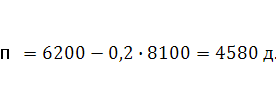 п = 6200 − 0,2 · 8100 = 4580 д.